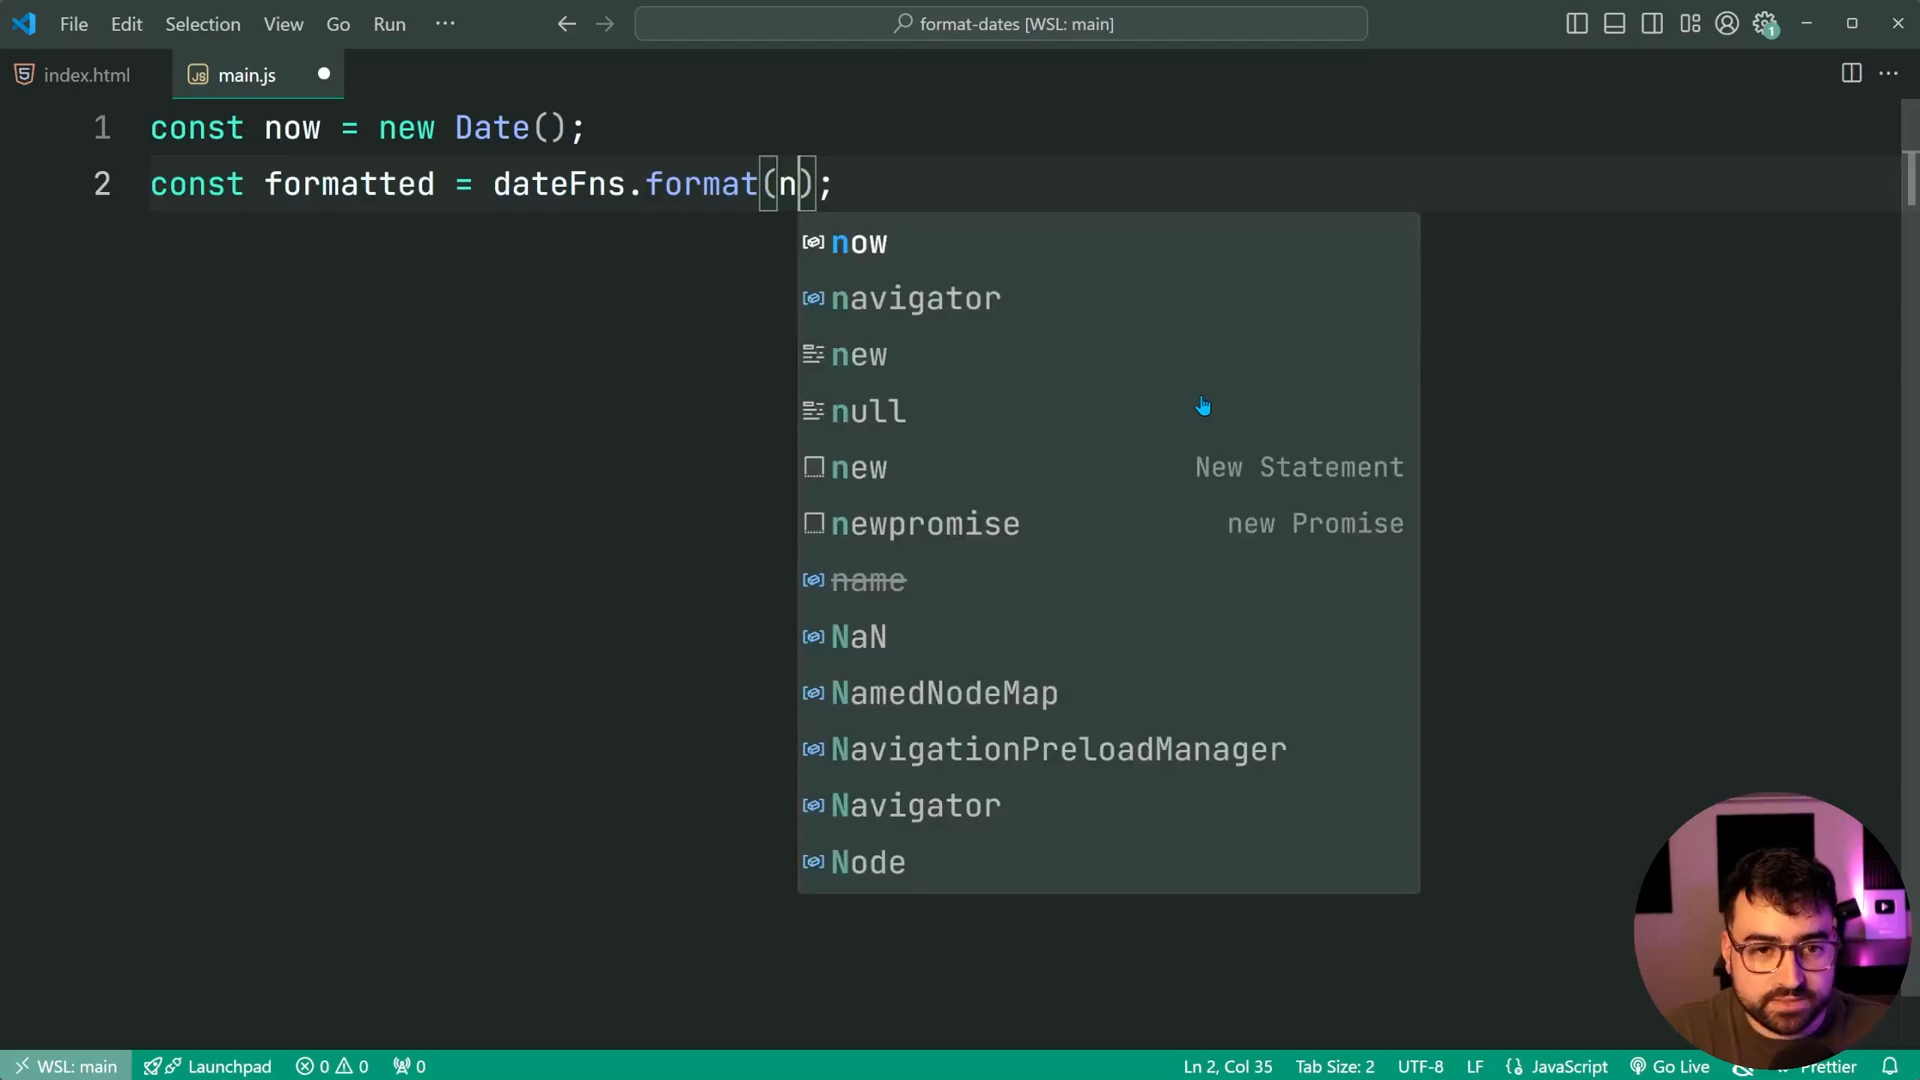 File Edit Selection View Go Run ···
format-dates [WSL: main]
1
index.html
main.js
1 const now = new Date();
2 const formatted = dateFns.format(n);
now
navigator
new
null
new New Statement
newpromise new Promise
name
NaN
NamedNodeMap
NavigationPreloadManager
Navigator
Node
WSL: main Launchpad 0 0 0 Ln 2, Col 35 Tab Size: 2 UTF-8 LF {} JavaScript Go Live Prettier